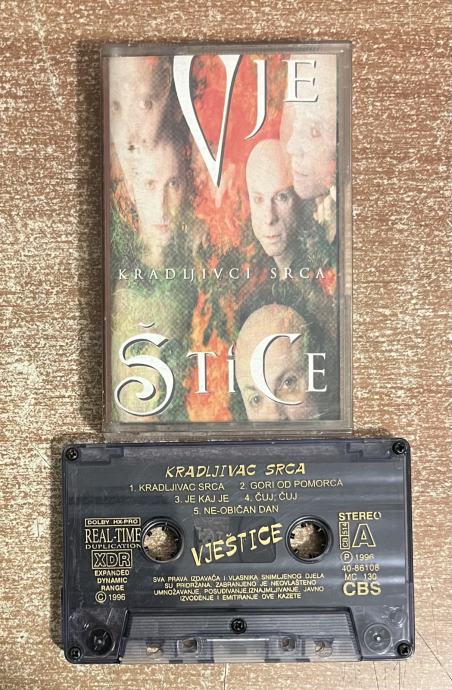 VJE
KRADLJIVCI SRCA
ŠTiCE
KRADLJIVAC SRCA
1. KRADLJIVAC SRCA 2. GORI OD POMORCA
3. JE KAJ JE 4. ČUJ, ČUJ
5. NE-OBIČAN DAN
DOLBY HX-PRO
REAL-TIME
DUPLICATION
XDR
EXPANDED
DYNAMIC
RANGE
© 1996
VJEŠTICE
STEREO
A
℗ 1996
40-86108
MC 130
CBS
SVA PRAVA IZDAVAČA I VLASNIKA SNIMLJENOG DJELA
SU PRIDRŽANA. ZABRANJENO JE NEOVLAŠTENO
UMNOŽAVANJE, POSUĐIVANJE, IZNAJMLJIVANJE, JAVNO
IZVOĐENJE I EMITIRANJE OVE KAZETE